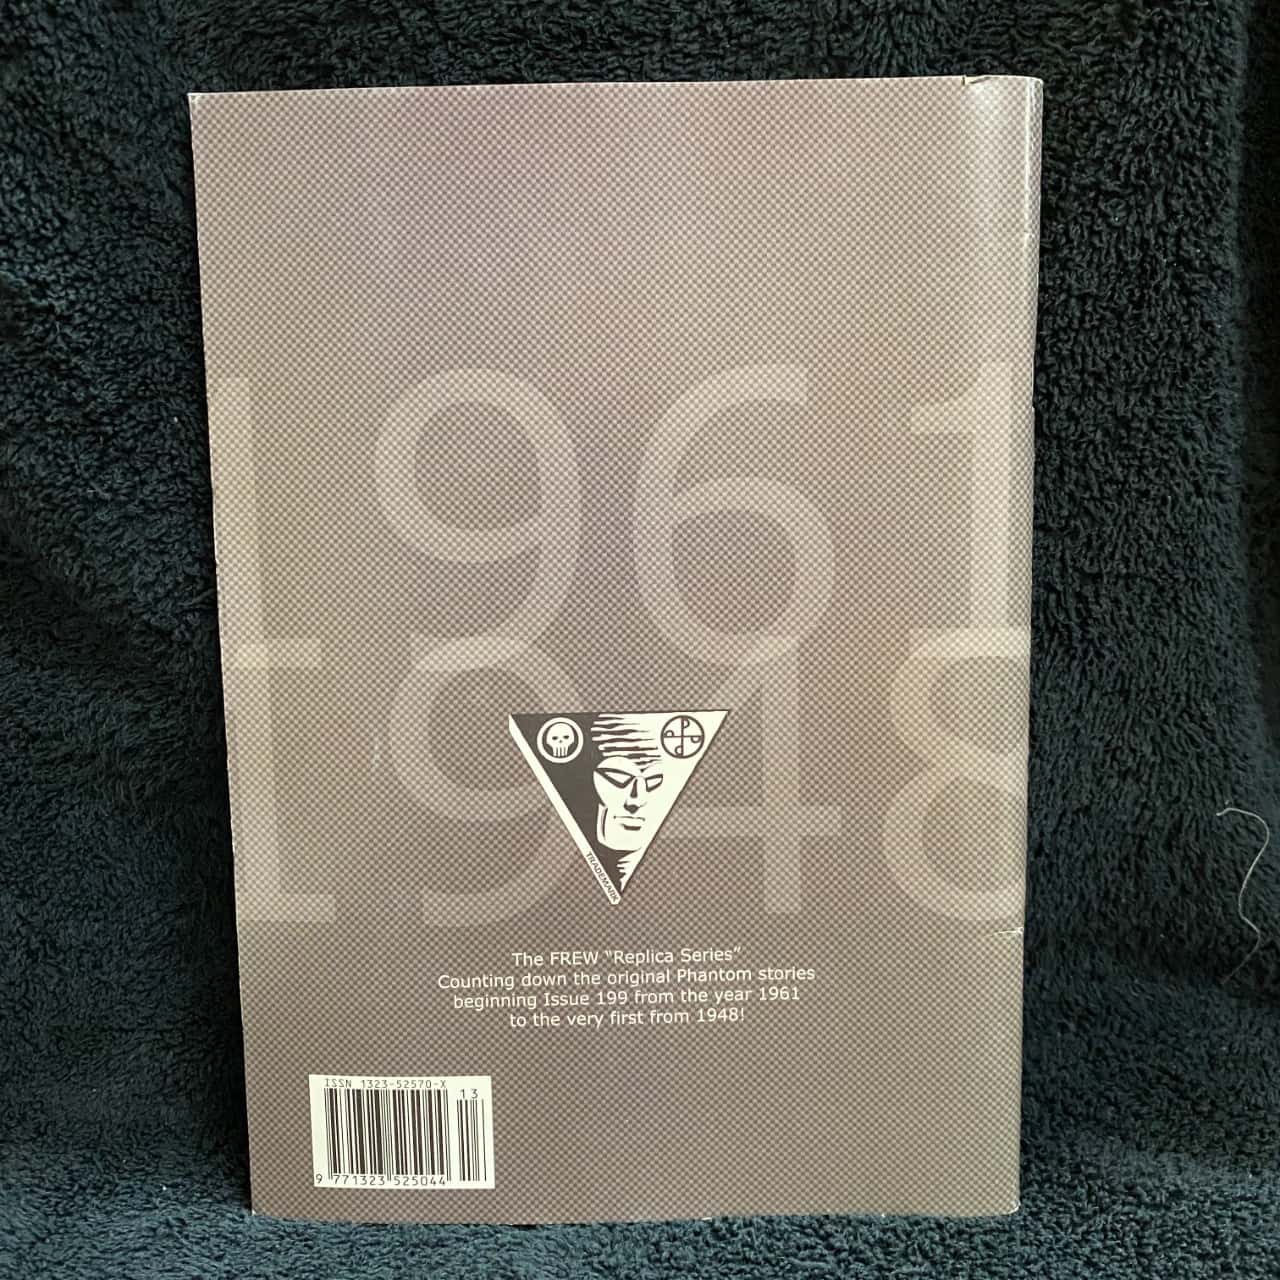 1961
1948
TRADEMARK
The FREW “Replica Series”
Counting down the original Phantom stories
beginning Issue 199 from the year 1961
to the very first from 1948!
ISSN 1323-52570-X
13
9 771323 525044